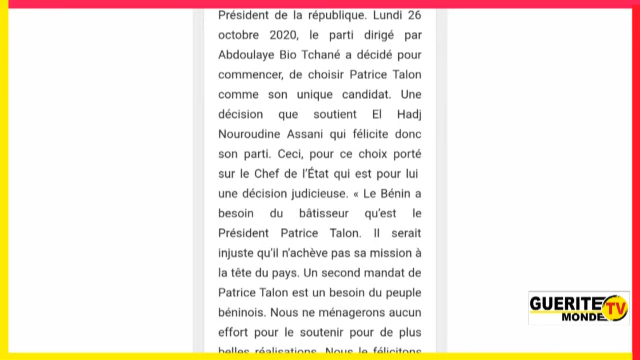 Président de la république. Lundi 26
octobre 2020, le parti dirigé par
Abdoulaye Bio Tchané a décidé pour
commencer, de choisir Patrice Talon
comme son unique candidat. Une
décision que soutient El Hadj
Nouroudine Assani qui félicite donc
son parti. Ceci, pour ce choix porté
sur le Chef de l'État qui est pour lui
une décision judicieuse. « Le Bénin a
besoin du bâtisseur qu'est le
Président Patrice Talon. Il serait
injuste qu'il n'achève pas sa mission à
la tête du pays. Un second mandat de
Patrice Talon est un besoin du peuple
béninois. Nous ne ménagerons aucun
effort pour le soutenir pour de plus
belles réalisations. Nous le félicitons
GUERITE TV
MONDE